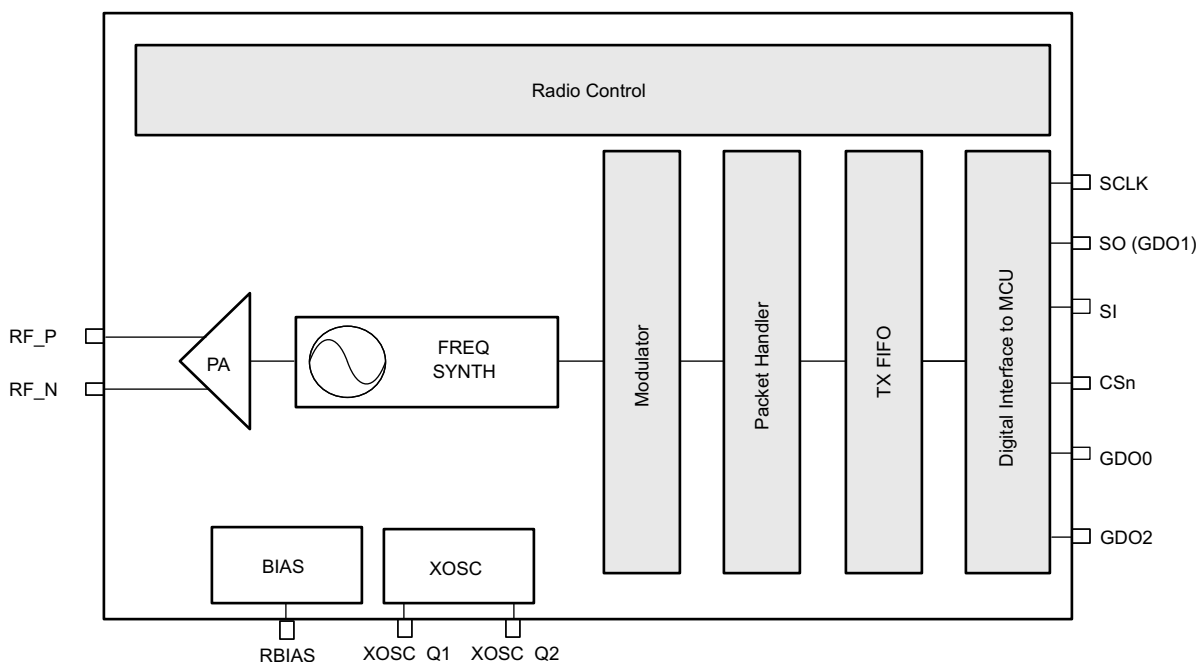 Radio Control
SCLK
SO (GDO1)
SI
CSn
GDO0
GDO2
RF_P
RF_N
PA
FREQ
SYNTH
Modulator
Packet Handler
TX FIFO
Digital Interface to MCU
BIAS
XOSC
RBIAS
XOSC_Q1
XOSC_Q2